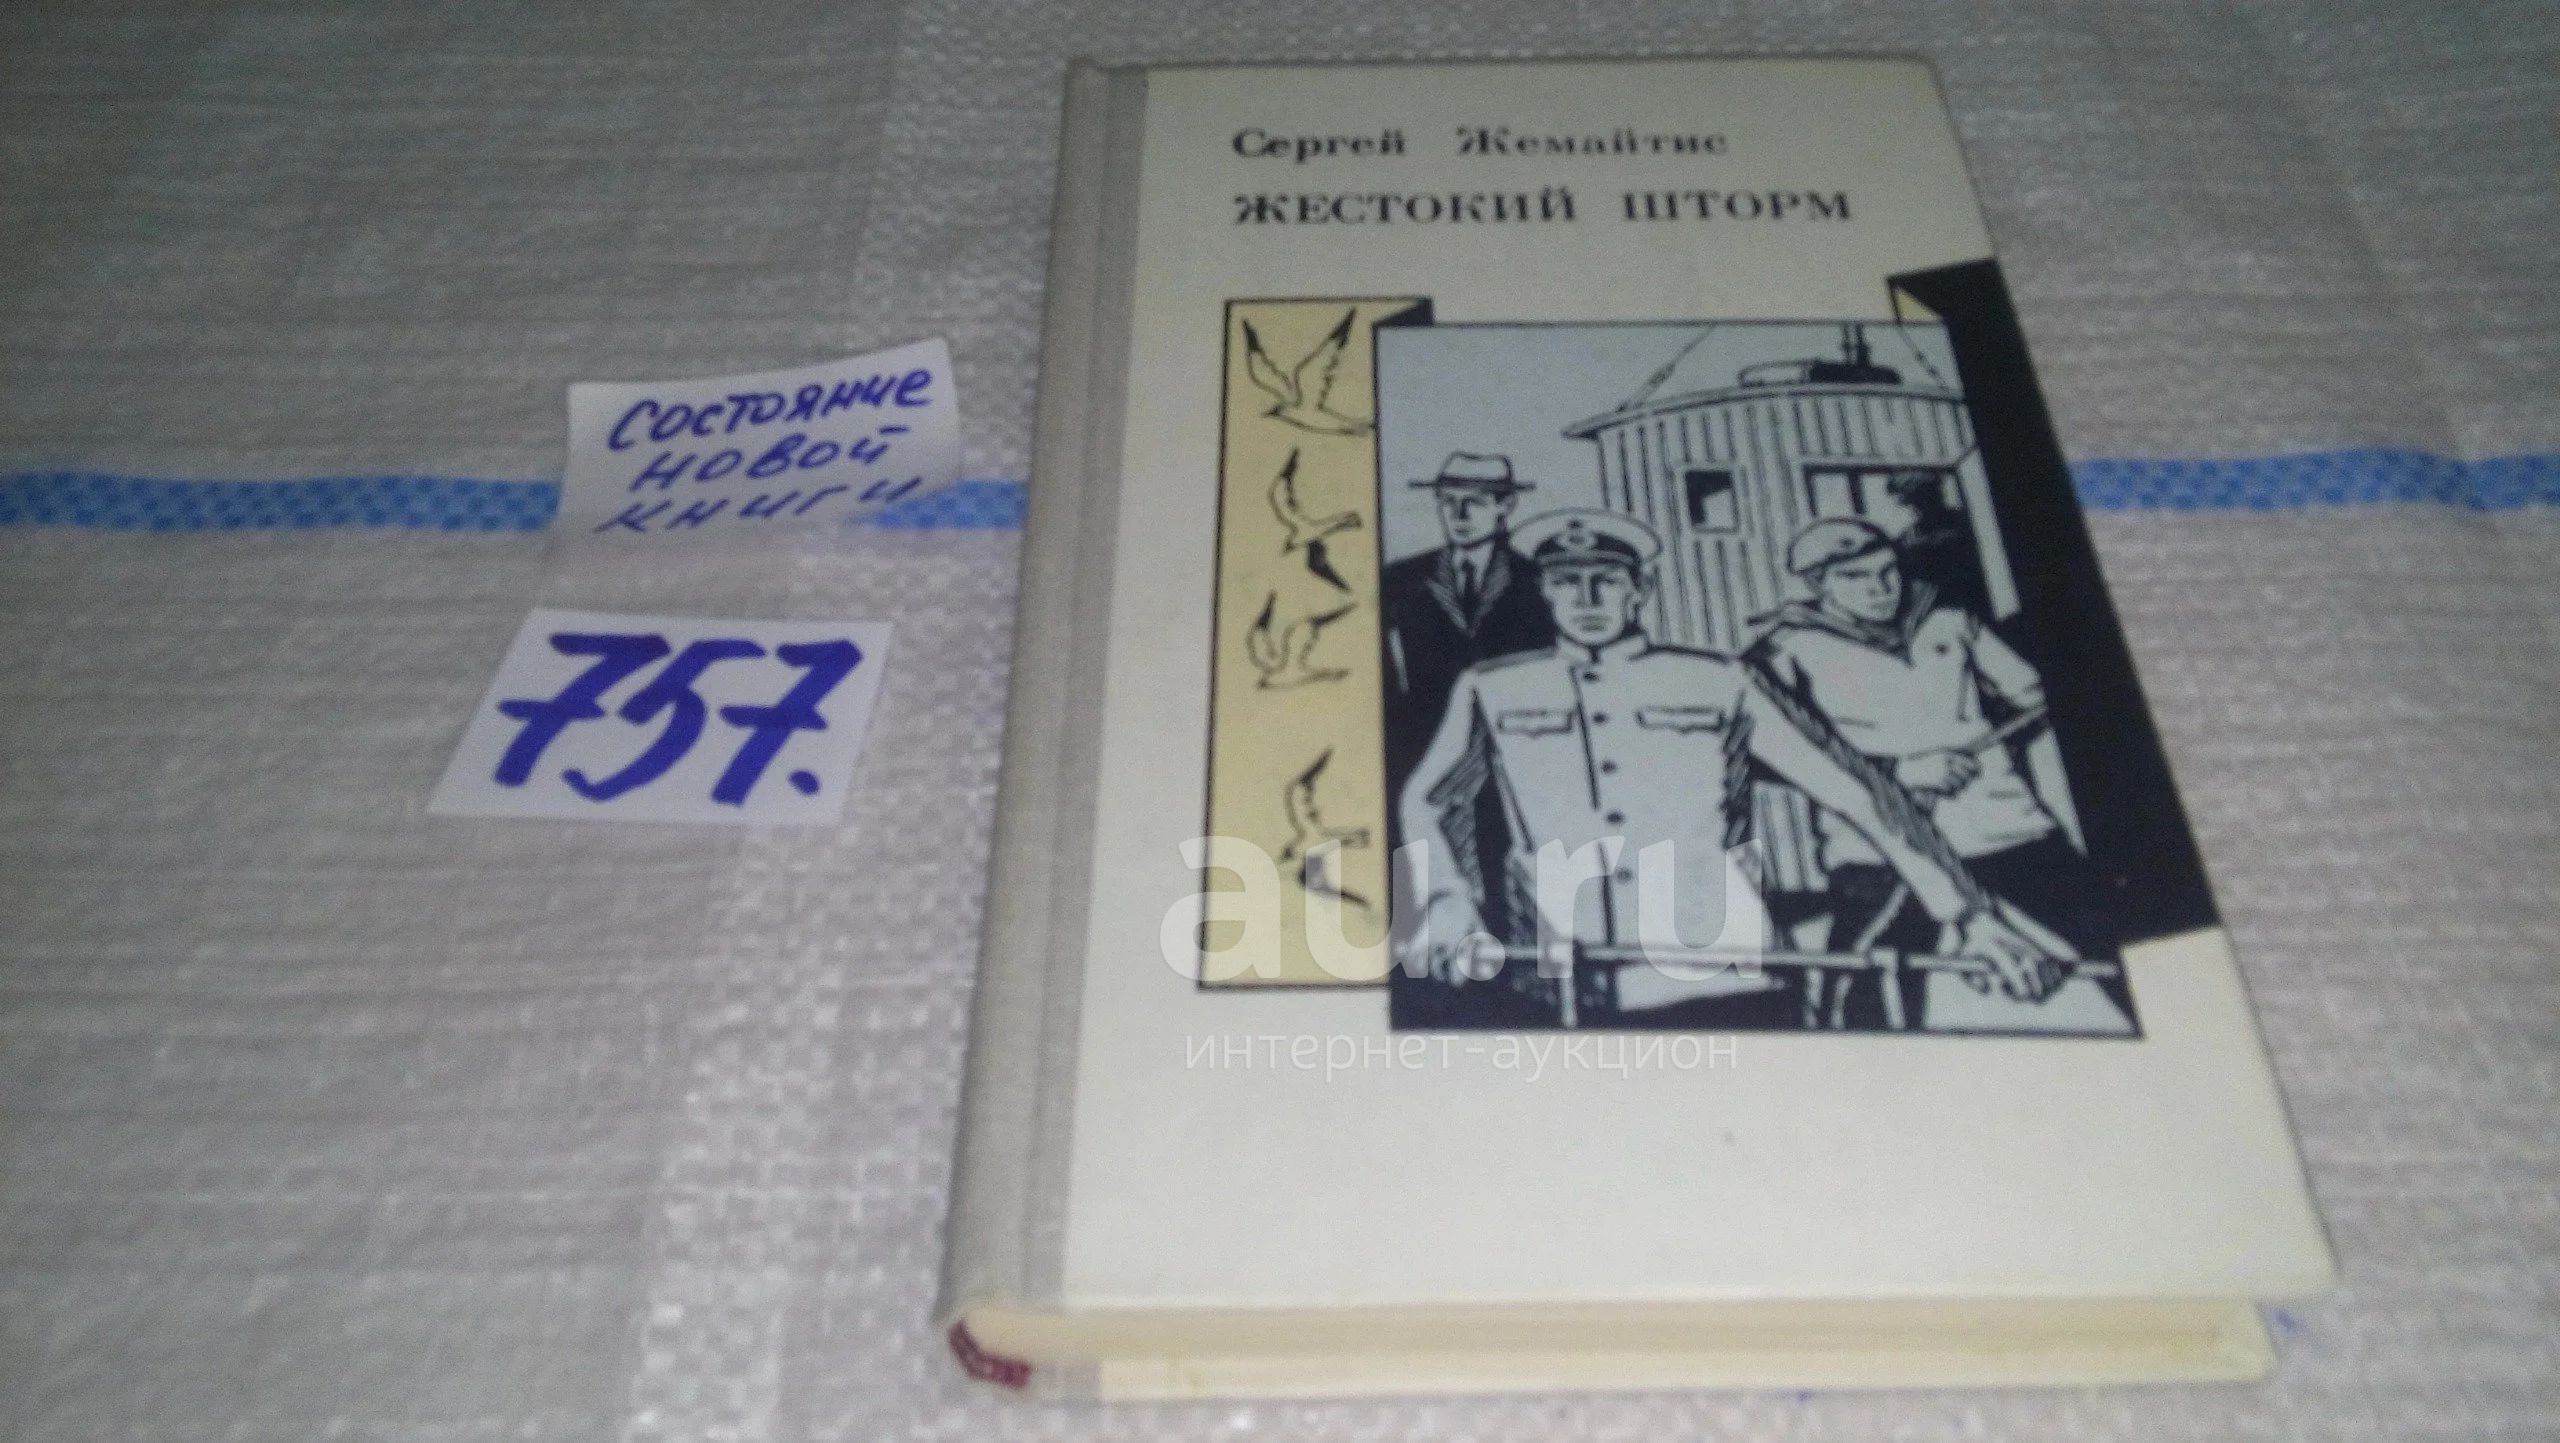 Сергей Жемайтис
ЖЕСТОКИЙ ШТОРМ
состояние
новой
книги
757.
au.ru
интернет-аукцион